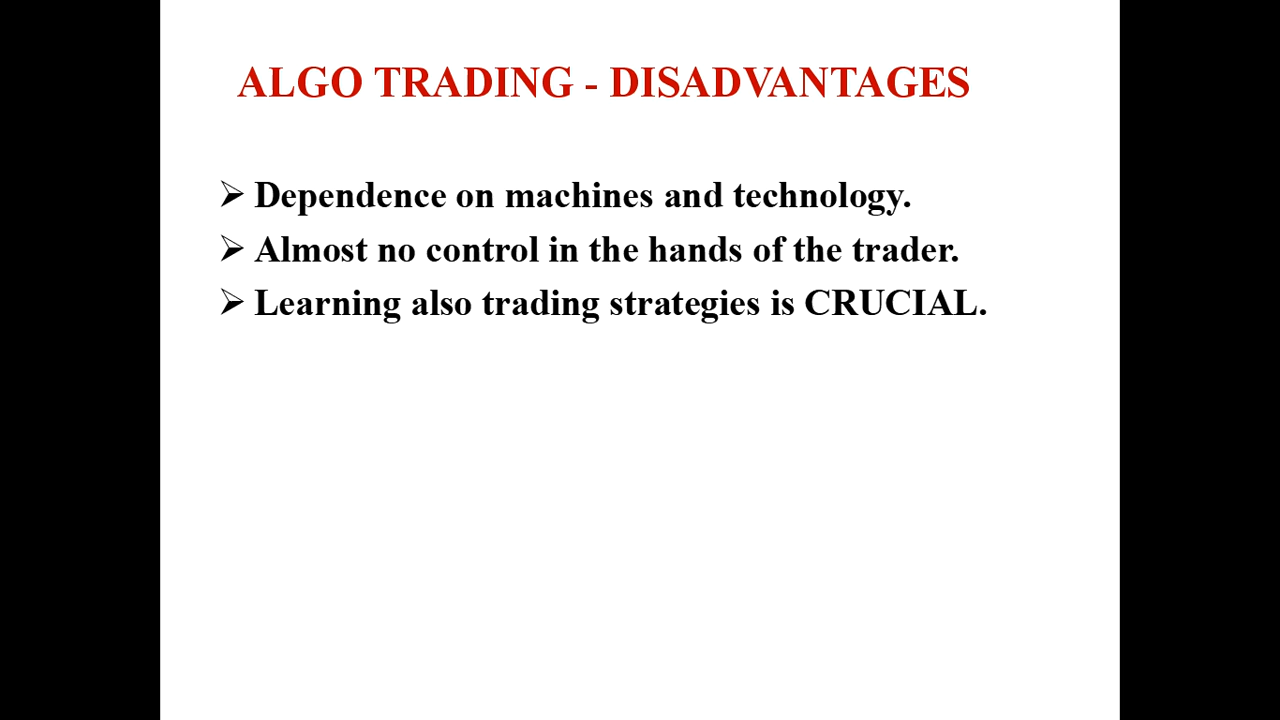 ALGO TRADING - DISADVANTAGES
➢ Dependence on machines and technology.
➢ Almost no control in the hands of the trader.
➢ Learning also trading strategies is CRUCIAL.